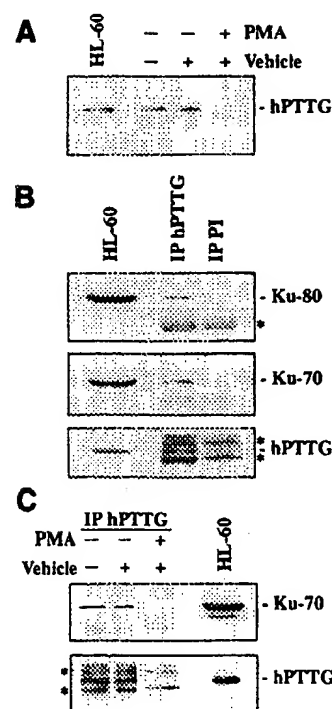 A
HL-60
– – + PMA
– + + Vehicle
- hPTTG
B
HL-60
IP hPTTG
IP PI
- Ku-80
*
- Ku-70
*
- hPTTG
*
C
IP hPTTG
PMA – – +
Vehicle – + +
HL-60
- Ku-70
*
- hPTTG
*